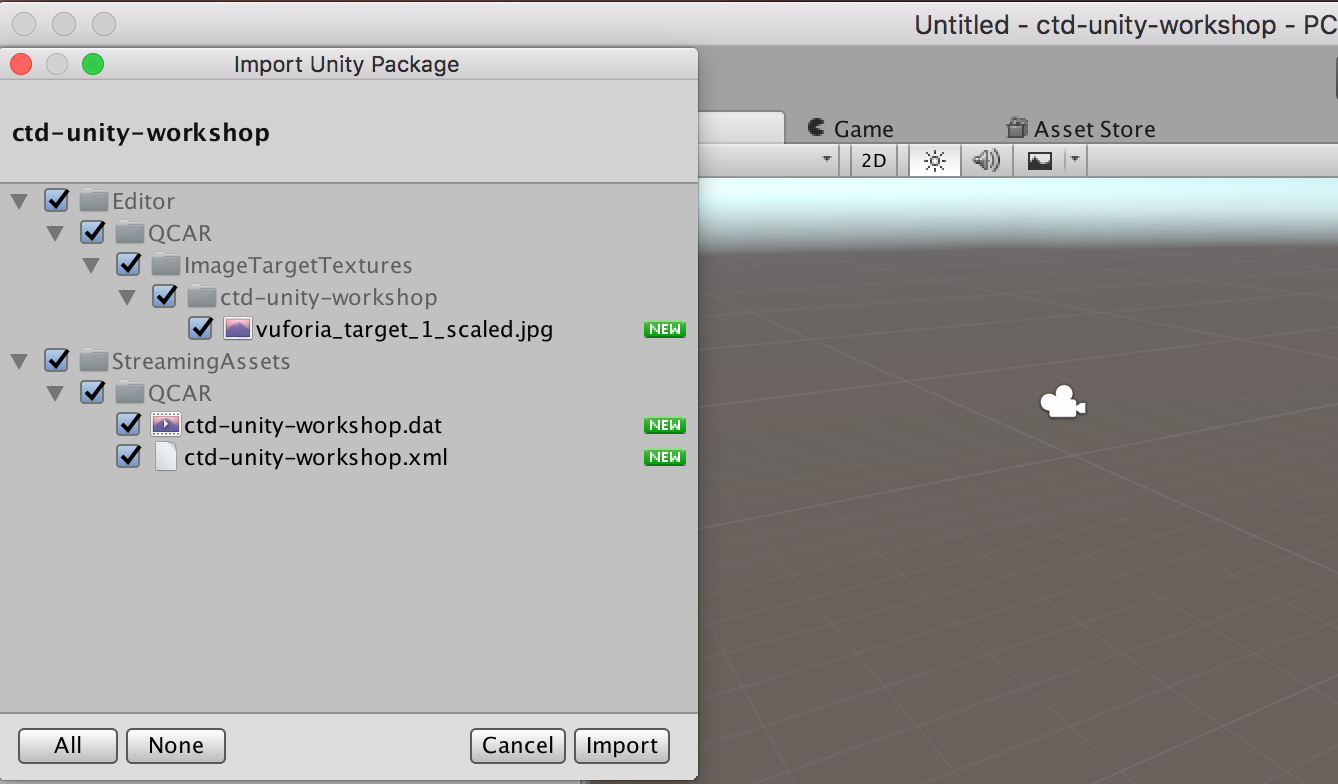 Untitled - ctd-unity-workshop - PC
Import Unity Package
ctd-unity-workshop
Game
Asset Store
2D
Editor
QCAR
ImageTargetTextures
ctd-unity-workshop
vuforia_target_1_scaled.jpg NEW
StreamingAssets
QCAR
ctd-unity-workshop.dat NEW
ctd-unity-workshop.xml NEW
All None Cancel Import